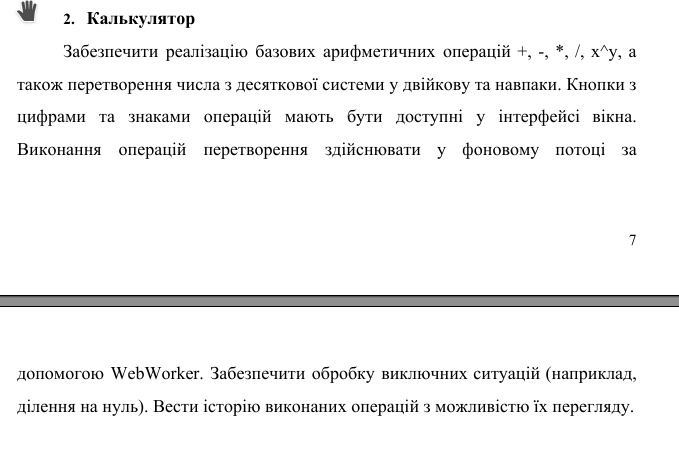 2. Калькулятор
Забезпечити реалізацію базових арифметичних операцій +, -, *, /, x^y, а
також перетворення числа з десяткової системи у двійкову та навпаки. Кнопки з
цифрами та знаками операцій мають бути доступні у інтерфейсі вікна.
Виконання операцій перетворення здійснювати у фоновому потоці за
7
допомогою WebWorker. Забезпечити обробку виключних ситуацій (наприклад,
ділення на нуль). Вести історію виконаних операцій з можливістю їх перегляду.